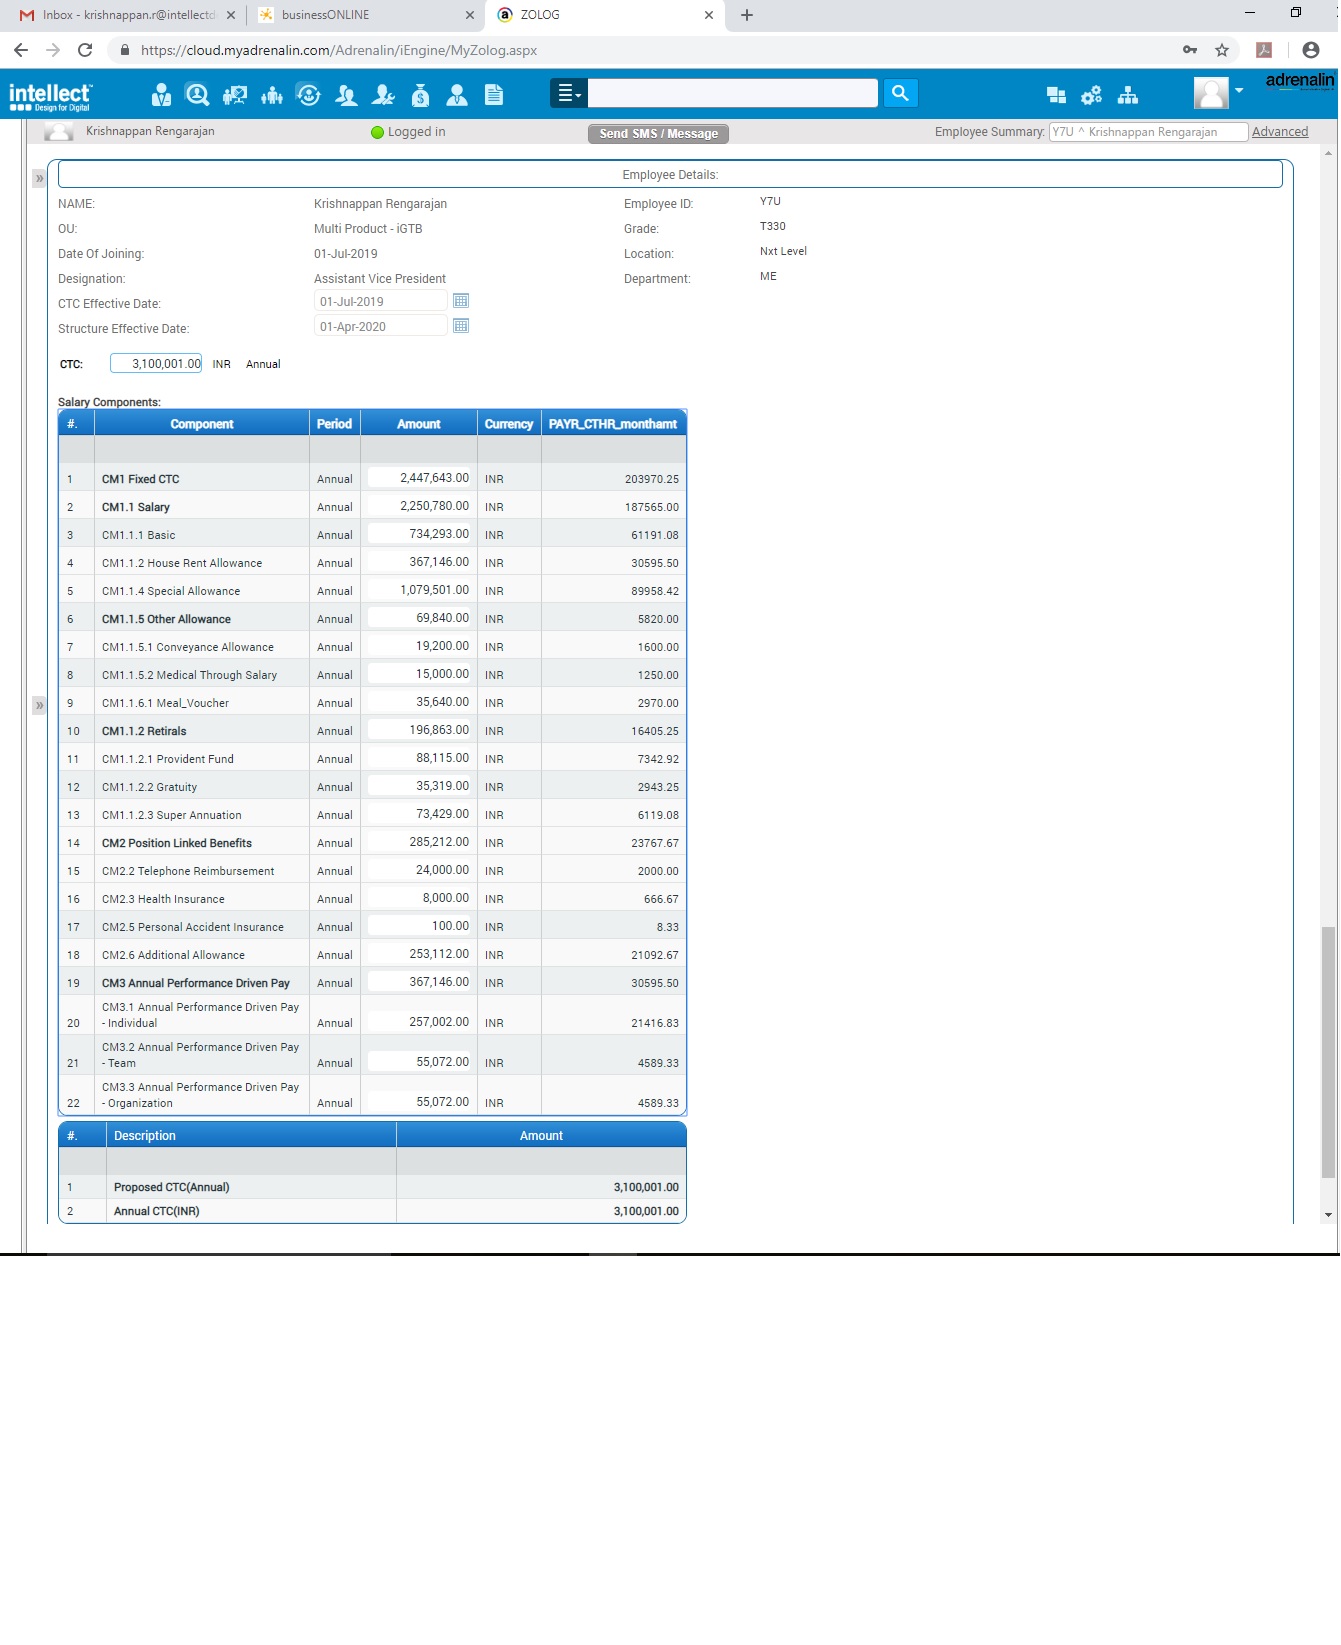 Inbox - krishnappan.r@intellectd
businessONLINE
ZOLOG
https://cloud.myadrenalin.com/Adrenalin/iEngine/MyZolog.aspx
intellect
Design for Digital
adrenalin
Krishnappan Rengarajan
Logged in
Send SMS / Message
Employee Summary: Y7U ^ Krishnappan Rengarajan Advanced
Employee Details:
NAME: Krishnappan Rengarajan Employee ID: Y7U
OU: Multi Product - iGTB Grade: T330
Date Of Joining: 01-Jul-2019 Location: Nxt Level
Designation: Assistant Vice President Department: ME
CTC Effective Date: 01-Jul-2019
Structure Effective Date: 01-Apr-2020
CTC: 3,100,001.00 INR Annual
Salary Components:
#. Component Period Amount Currency PAYR_CTHR_monthamt
1 CM1 Fixed CTC Annual 2,447,643.00 INR 203970.25
2 CM1.1 Salary Annual 2,250,780.00 INR 187565.00
3 CM1.1.1 Basic Annual 734,293.00 INR 61191.08
4 CM1.1.2 House Rent Allowance Annual 367,146.00 INR 30595.50
5 CM1.1.4 Special Allowance Annual 1,079,501.00 INR 89958.42
6 CM1.1.5 Other Allowance Annual 69,840.00 INR 5820.00
7 CM1.1.5.1 Conveyance Allowance Annual 19,200.00 INR 1600.00
8 CM1.1.5.2 Medical Through Salary Annual 15,000.00 INR 1250.00
9 CM1.1.6.1 Meal_Voucher Annual 35,640.00 INR 2970.00
10 CM1.1.2 Retirals Annual 196,863.00 INR 16405.25
11 CM1.1.2.1 Provident Fund Annual 88,115.00 INR 7342.92
12 CM1.1.2.2 Gratuity Annual 35,319.00 INR 2943.25
13 CM1.1.2.3 Super Annuation Annual 73,429.00 INR 6119.08
14 CM2 Position Linked Benefits Annual 285,212.00 INR 23767.67
15 CM2.2 Telephone Reimbursement Annual 24,000.00 INR 2000.00
16 CM2.3 Health Insurance Annual 8,000.00 INR 666.67
17 CM2.5 Personal Accident Insurance Annual 100.00 INR 8.33
18 CM2.6 Additional Allowance Annual 253,112.00 INR 21092.67
19 CM3 Annual Performance Driven Pay Annual 367,146.00 INR 30595.50
CM3.1 Annual Performance Driven Pay
20 - Individual Annual 257,002.00 INR 21416.83
CM3.2 Annual Performance Driven Pay
21 - Team Annual 55,072.00 INR 4589.33
CM3.3 Annual Performance Driven Pay
22 - Organization Annual 55,072.00 INR 4589.33
#. Description Amount
1 Proposed CTC(Annual) 3,100,001.00
2 Annual CTC(INR) 3,100,001.00